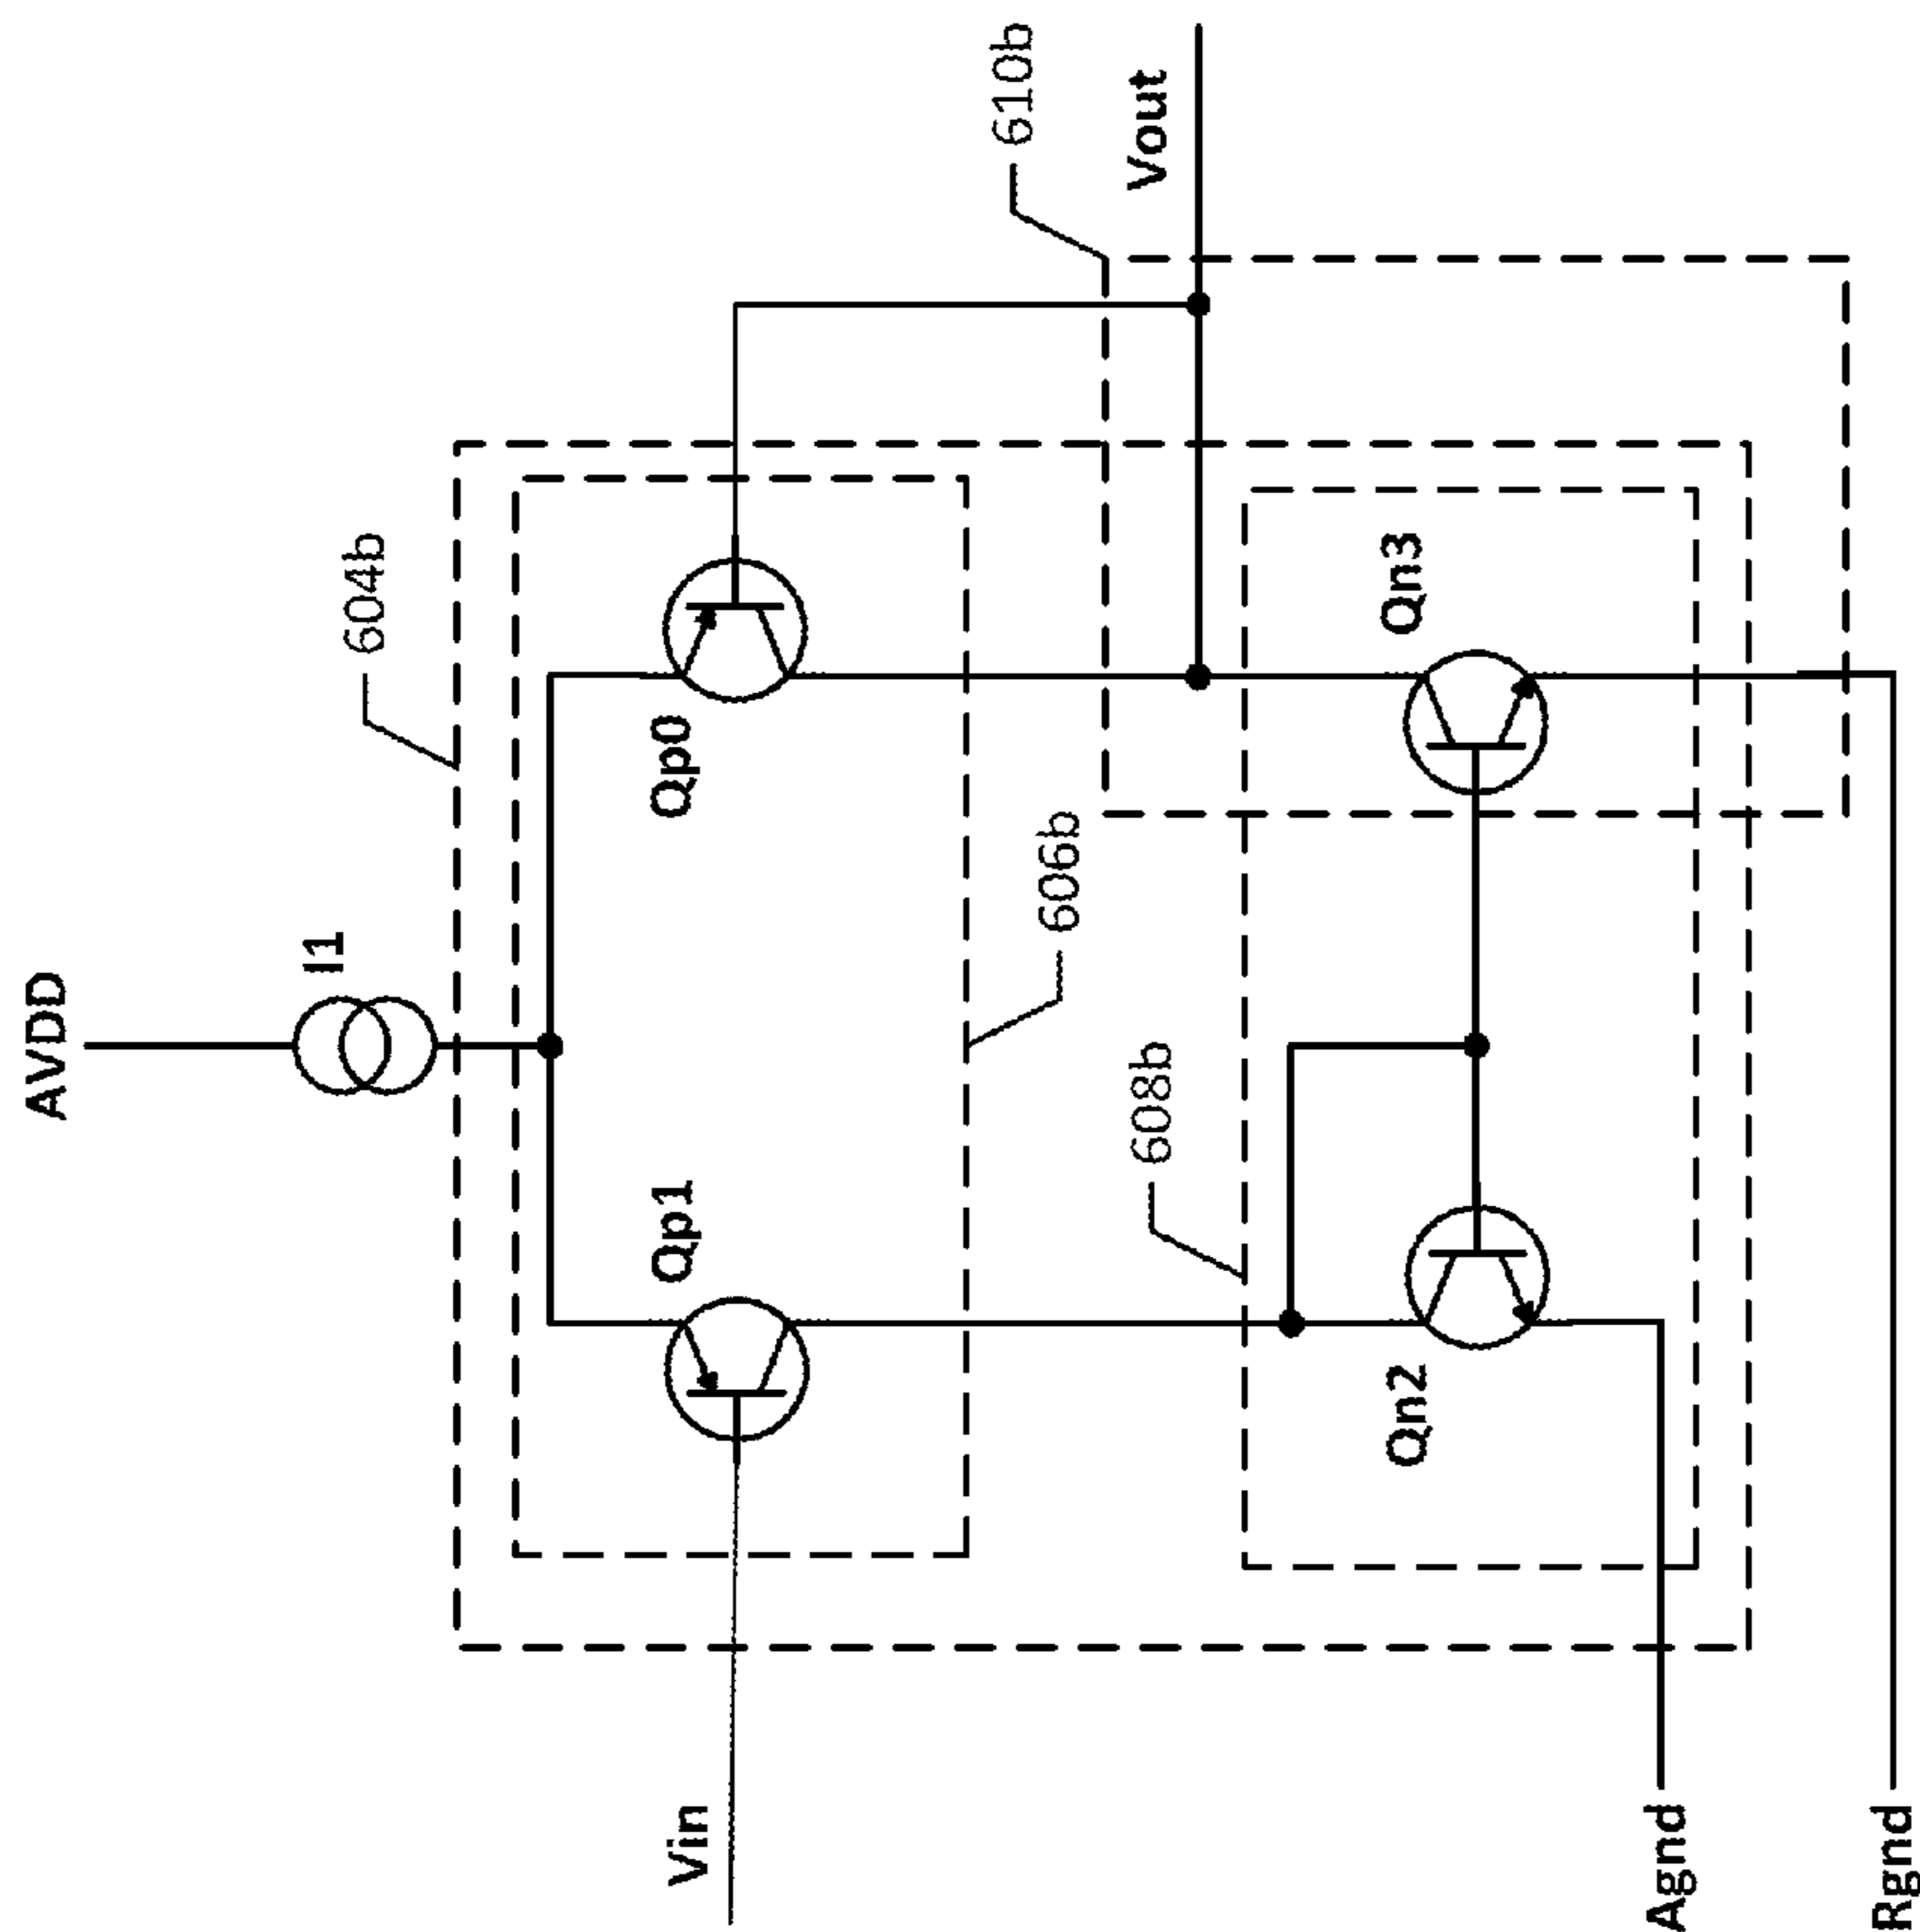 AVDD
I1
604b
Qp1
Qp0
610b
Vin
606b
Vout
608b
Qn2
Qn3
Agnd
Rgnd